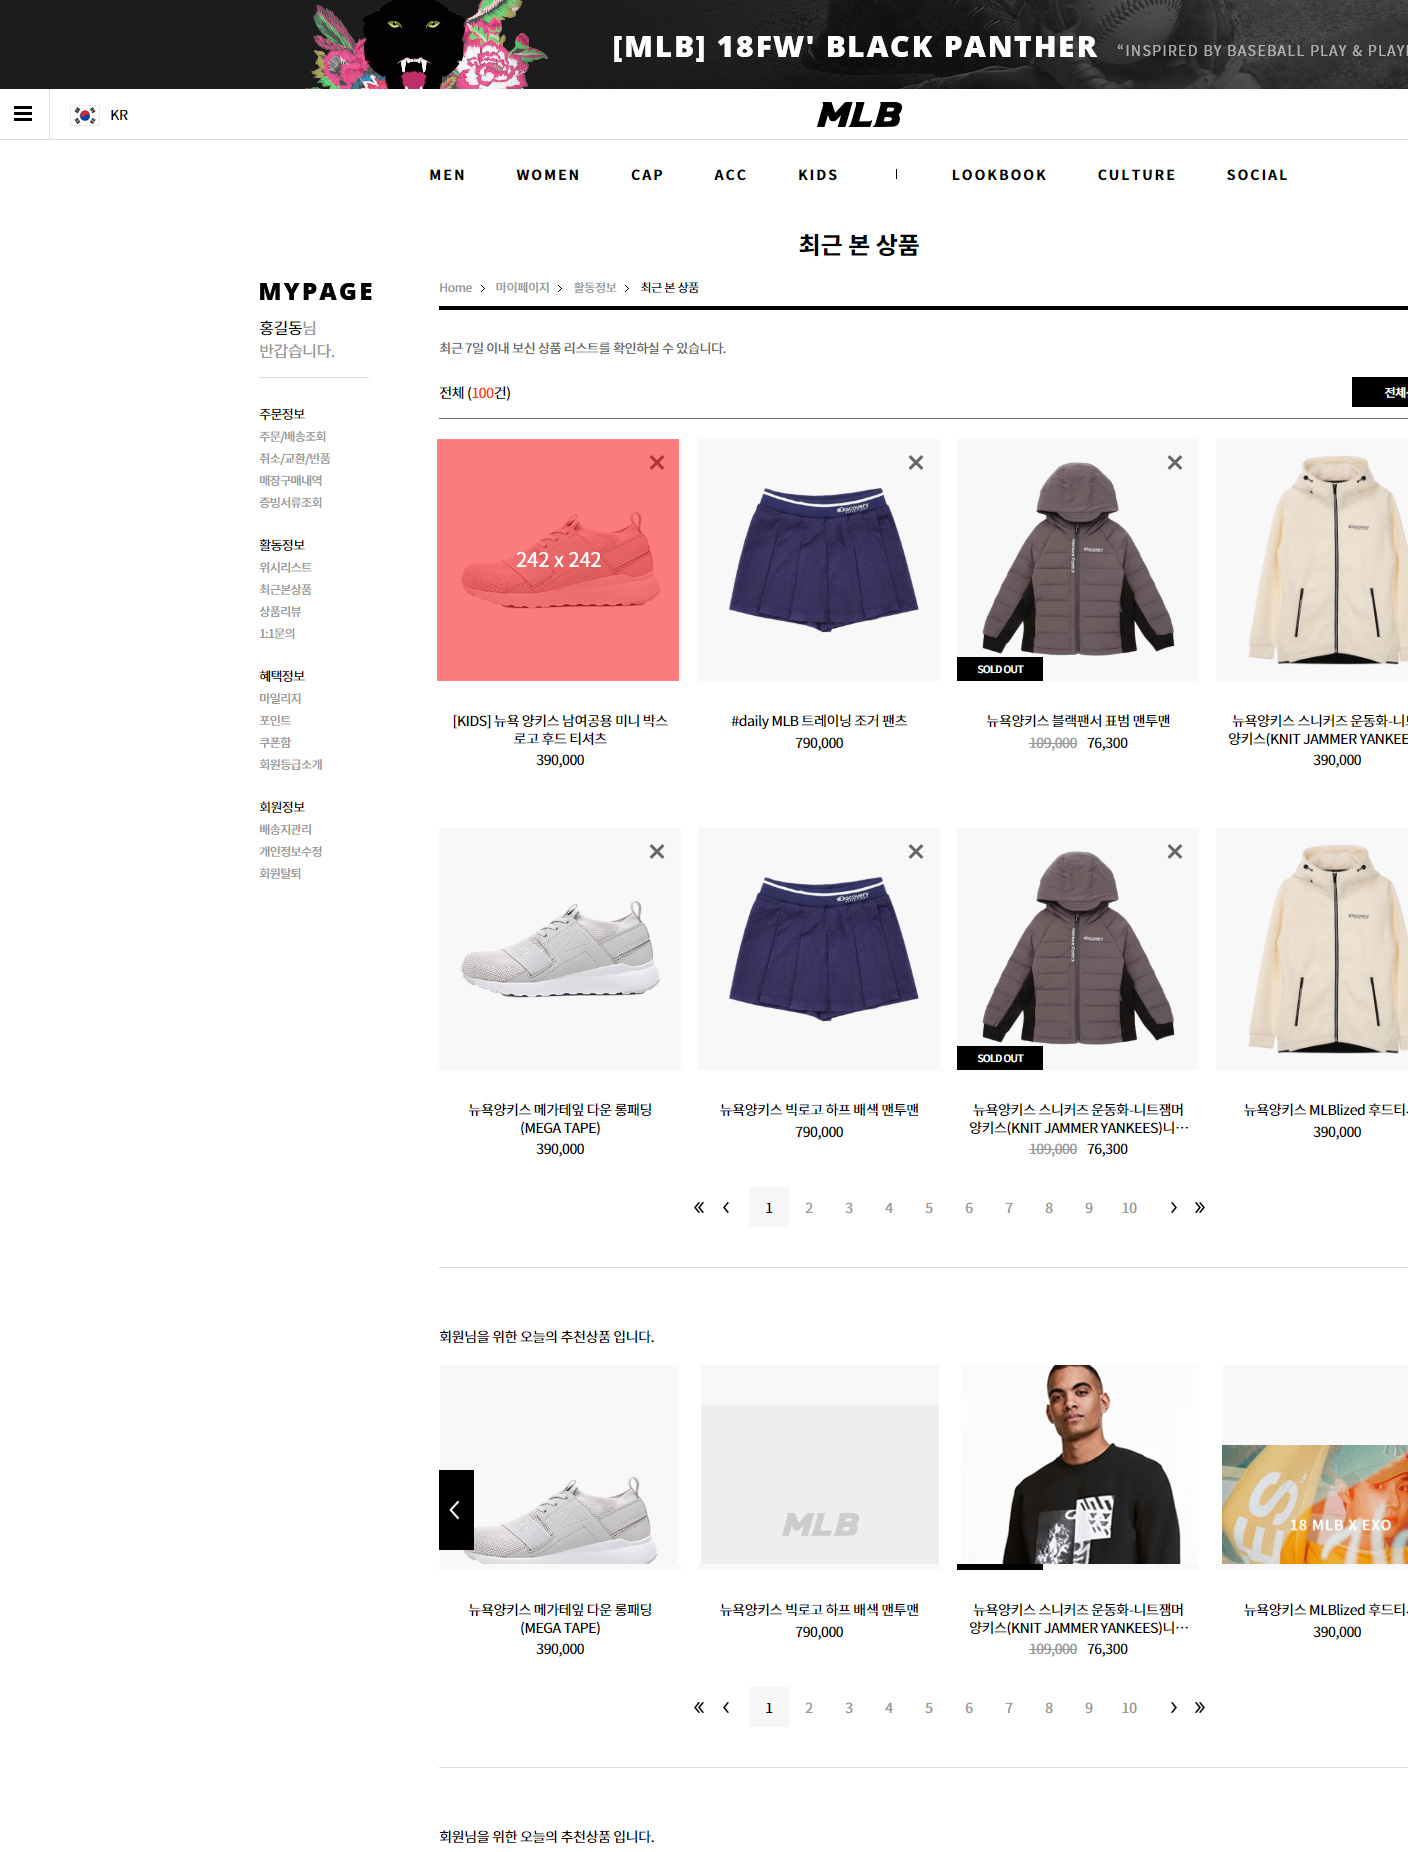 [MLB] 18FW' BLACK PANTHER “INSPIRED BY BASEBALL PLAY &
KR
MLB
MEN WOMEN CAP ACC KIDS | LOOKBOOK CULTURE SOCIAL
최근 본 상품
MYPAGE
홍길동님
반갑습니다.
주문정보
주문/배송조회
취소/교환/반품
매장구매내역
증빙서류조회
활동정보
위시리스트
최근본상품
상품리뷰
1:1문의
혜택정보
마일리지
포인트
쿠폰함
회원등급소개
회원정보
배송지관리
개인정보수정
회원탈퇴
Home > 마이페이지 > 활동정보 > 최근 본 상품
최근 7일 이내 보신 상품 리스트를 확인하실 수 있습니다.
전체 (100건)
242 x 242
Discovery
SOLD OUT
[KIDS] 뉴욕 양키스 남여공용 미니 박스
로고 후드 티셔츠
390,000
#daily MLB 트레이닝 조거 팬츠
790,000
뉴욕양키스 블랙팬서 표범 맨투맨
109,000 76,300
뉴욕양키스 스니커즈 운동화-니트
양키스(KNIT JAMMER YANKEE
390,000
Discovery
SOLD OUT
뉴욕양키스 메가테잎 다운 롱패딩
(MEGA TAPE)
390,000
뉴욕양키스 빅로고 하프 배색 맨투맨
790,000
뉴욕양키스 스니커즈 운동화-니트잼머
양키스(KNIT JAMMER YANKEES)니…
109,000 76,300
뉴욕양키스 MLBlized 후드티
390,000
« ‹ 1 2 3 4 5 6 7 8 9 10 › »
회원님을 위한 오늘의 추천상품 입니다.
MLB
18 MLB X EXO
뉴욕양키스 메가테잎 다운 롱패딩
(MEGA TAPE)
390,000
뉴욕양키스 빅로고 하프 배색 맨투맨
790,000
뉴욕양키스 스니커즈 운동화-니트잼머
양키스(KNIT JAMMER YANKEES)니…
109,000 76,300
뉴욕양키스 MLBlized 후드티
390,000
« ‹ 1 2 3 4 5 6 7 8 9 10 › »
회원님을 위한 오늘의 추천상품 입니다.